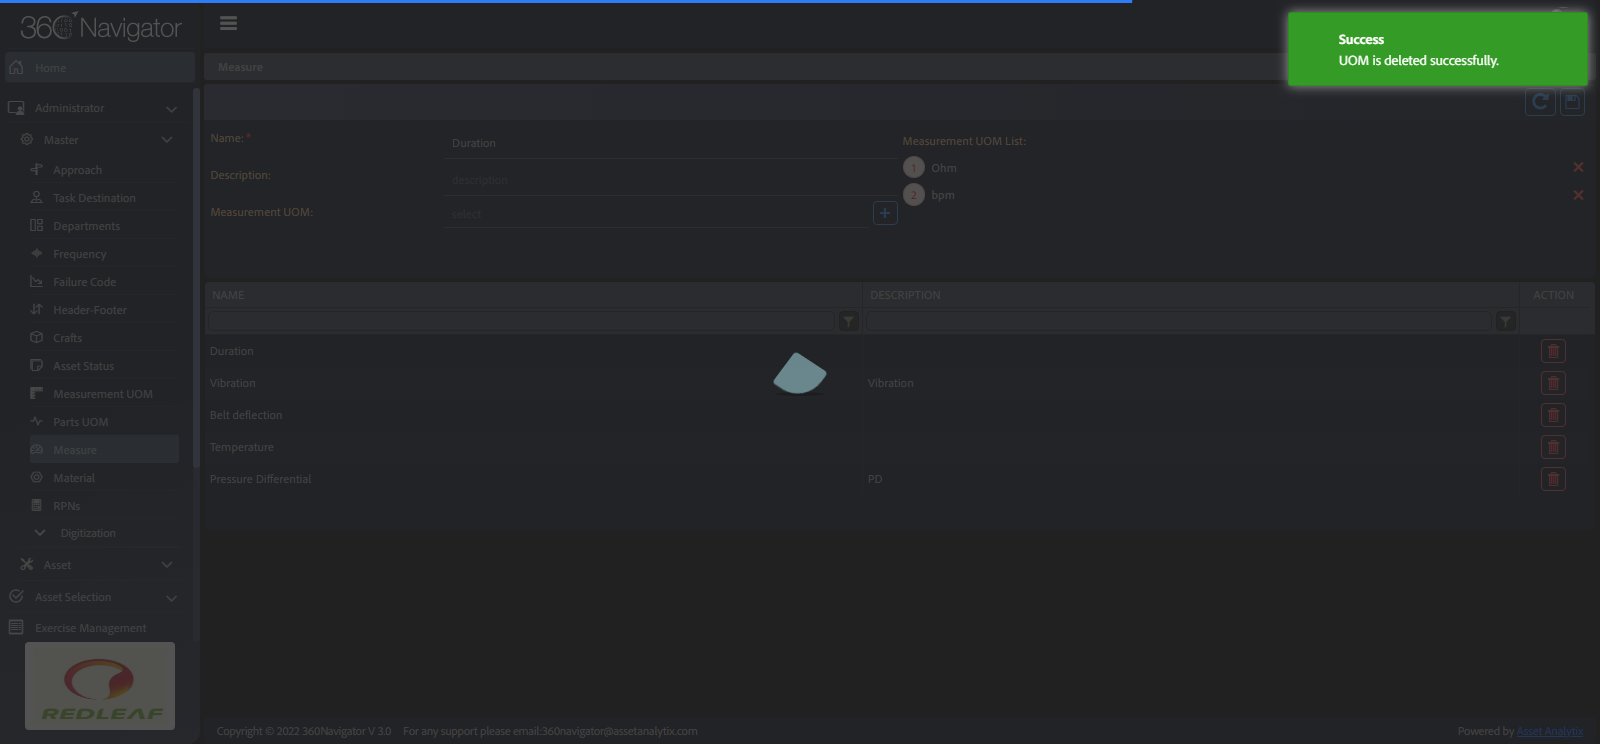 360 Navigator
Success
UOM is deleted successfully.
Home
Measure
Administrator
Master
Approach
Task Destination
Departments
Frequency
Failure Code
Header-Footer
Crafts
Asset Status
Measurement UOM
Parts UOM
Measure
Material
RPNs
Digitization
Asset
Asset Selection
Exercise Management
REDLEAF
Name: *
Duration
Description:
description
Measurement UOM:
select
Measurement UOM List:
1 Ohm
2 bpm
NAME DESCRIPTION ACTION
Duration
Vibration Vibration
Belt deflection
Temperature
Pressure Differential PD
Copyright © 2022 360Navigator V 3.0 For any support please email:360navigator@assetanalytix.com Powered by Asset Analytix